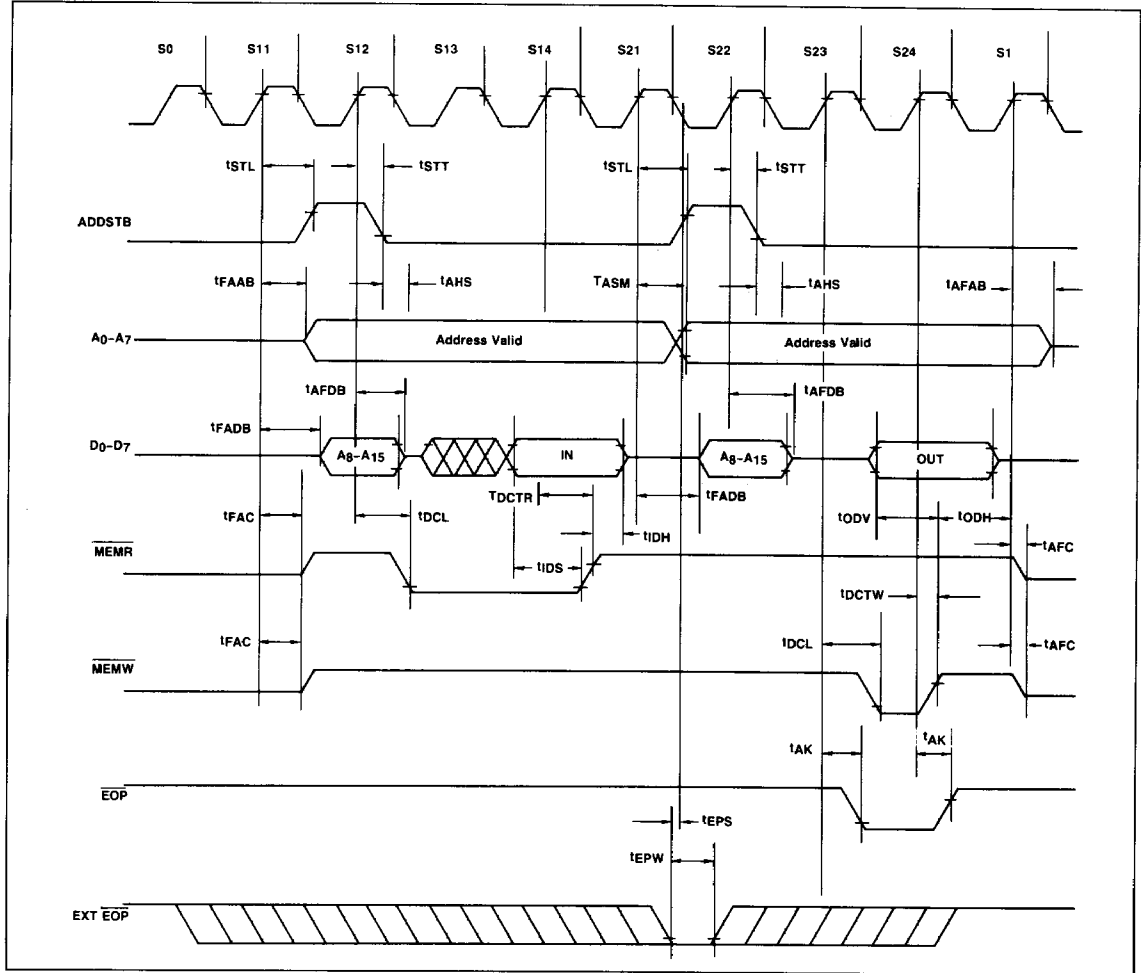 S0 S11 S12 S13 S14 S21 S22 S23 S24 S1
tSTL tSTT tSTL tSTT
ADDSTB
tFAAB tAHS TASM tAHS tAFAB
A0–A7 Address Valid Address Valid
tAFDB tAFDB
tFADB
D0–D7 A8–A15 IN A8–A15 OUT
TDCTR tFADB
tFAC tDCL tIDH tODV tODH
MEMR tIDS tAFC
tDCTW
tFAC tDCL tAFC
MEMW
tAK tAK
EOP
tEPS
tEPW
EXT EOP